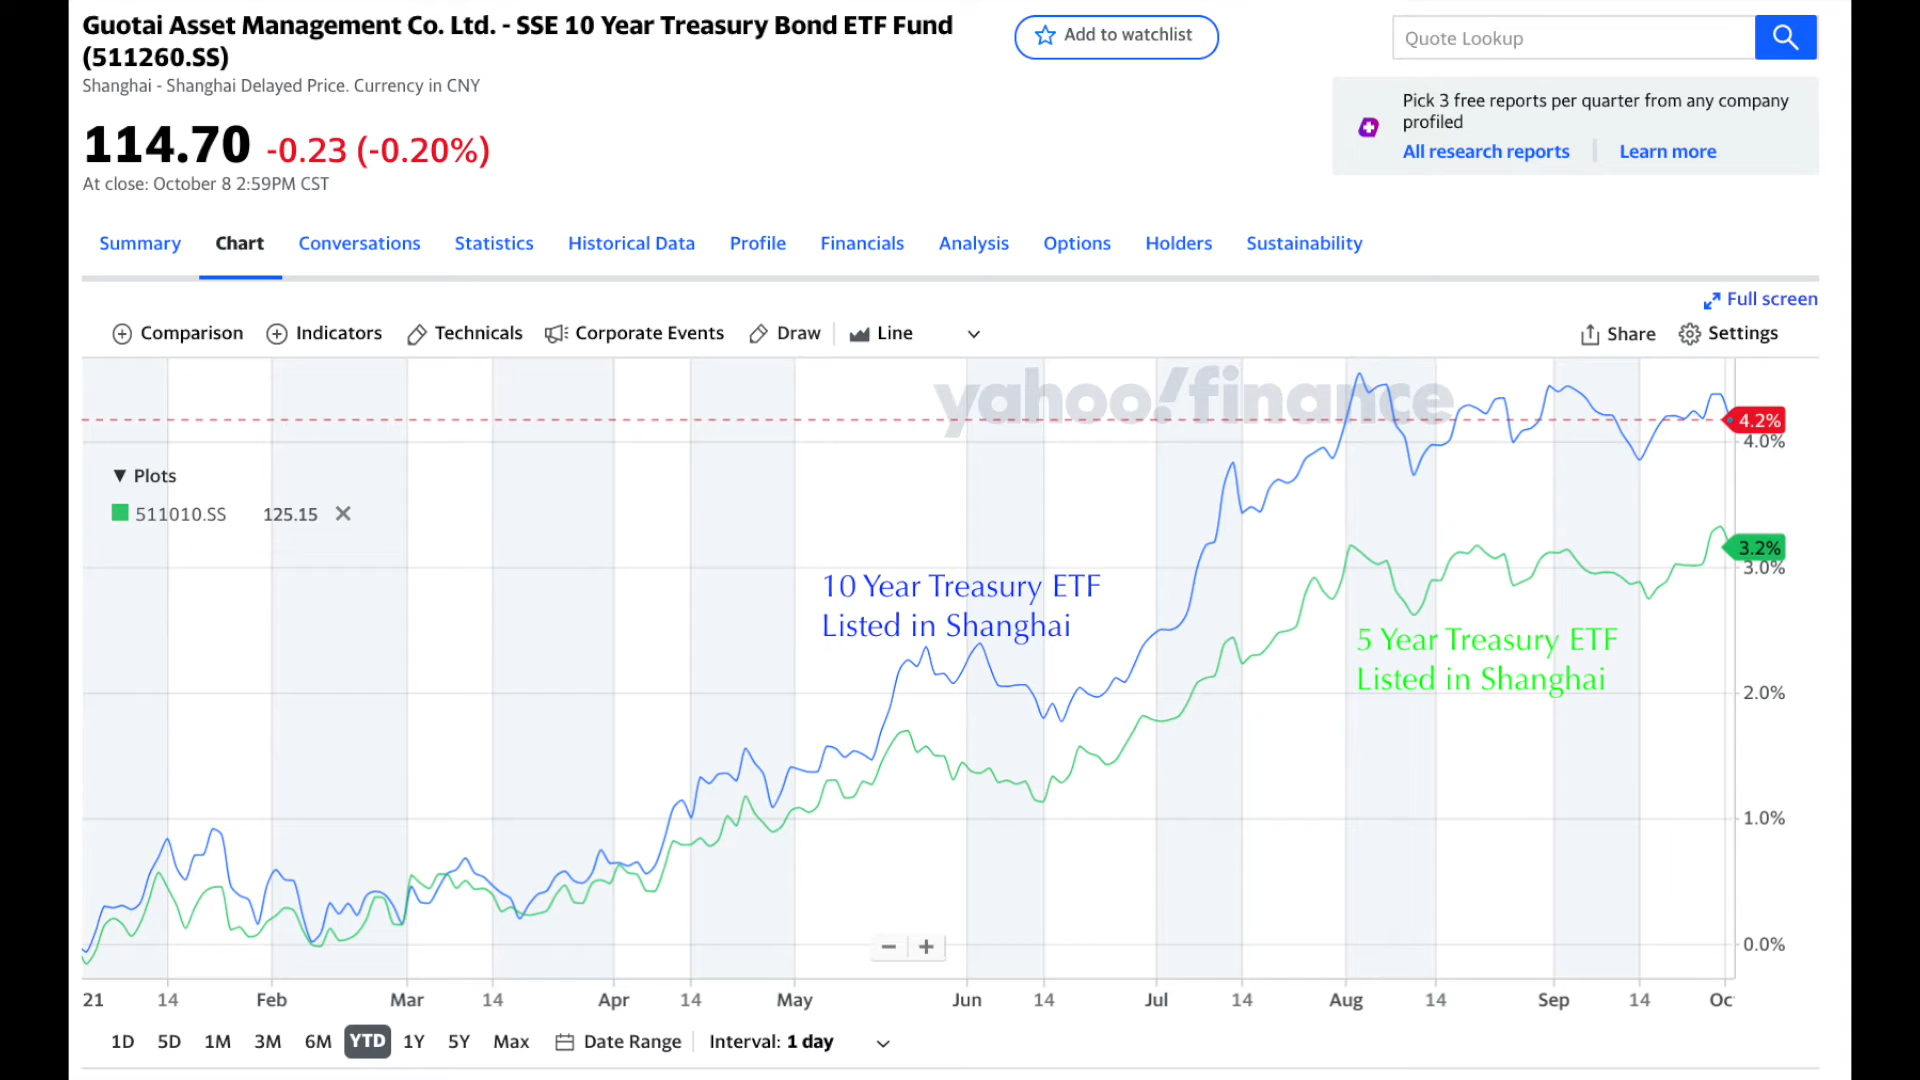 Guotai Asset Management Co. Ltd. - SSE 10 Year Treasury Bond ETF Fund
(511260.SS)
Shanghai - Shanghai Delayed Price. Currency in CNY
Add to watchlist
Quote Lookup
Pick 3 free reports per quarter from any company
profiled
All research reports
Learn more
114.70 -0.23 (-0.20%)
At close: October 8 2:59PM CST
Summary Chart Conversations Statistics Historical Data Profile Financials Analysis Options Holders Sustainability
Full screen
Comparison Indicators Technicals Corporate Events Draw Line Share Settings
yahoo!finance
4.2%
4.0%
▼ Plots
511010.SS 125.15 ✕
3.2%
3.0%
10 Year Treasury ETF
Listed in Shanghai
5 Year Treasury ETF
Listed in Shanghai
2.0%
1.0%
0.0%
− +
21 14 Feb Mar 14 Apr 14 May Jun 14 Jul 14 Aug 14 Sep 14 Oc
1D 5D 1M 3M 6M YTD 1Y 5Y Max Date Range Interval: 1 day